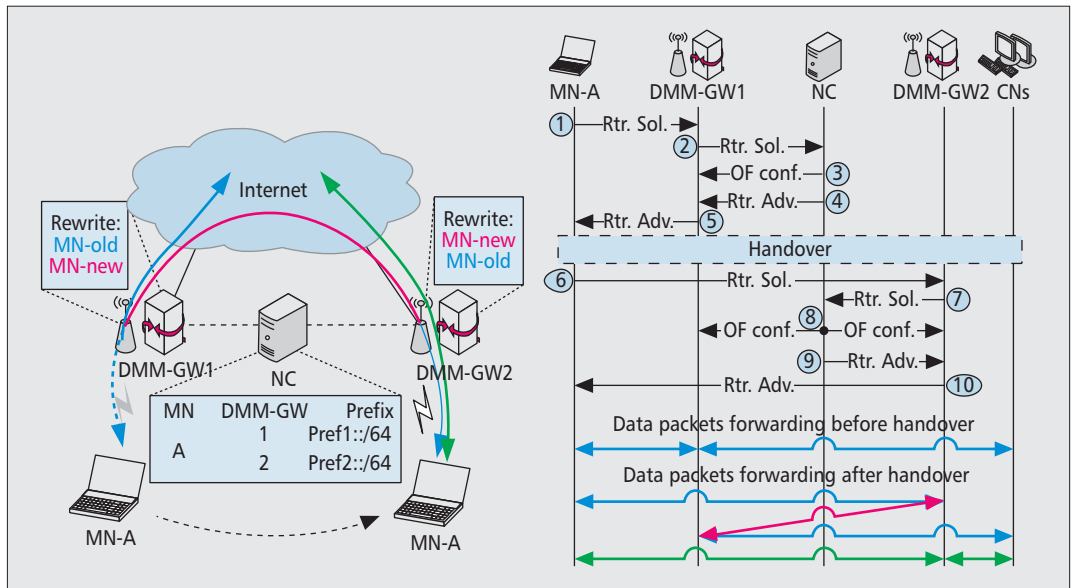 Internet
Rewrite:
MN-old
MN-new
Rewrite:
MN-new
MN-old
DMM-GW1
NC
DMM-GW2
MN DMM-GW Prefix
A
1 Pref1::/64
2 Pref2::/64
MN-A
MN-A
MN-A DMM-GW1 NC DMM-GW2 CNs
1 Rtr. Sol.
2 Rtr. Sol.
OF conf. 3
Rtr. Adv. 4
Rtr. Adv. 5
Handover
6 Rtr. Sol.
Rtr. Sol. 7
8
OF conf. OF conf.
9 Rtr. Adv.
Rtr. Adv. 10
Data packets forwarding before handover
Data packets forwarding after handover